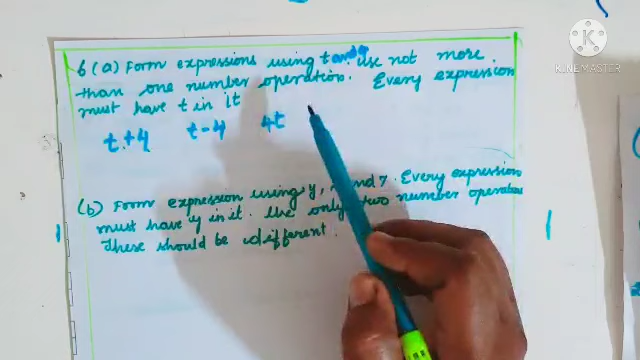 6 (a) Form expressions using t and 4 Use not more.
than one number operation. Every expression
must have t in it
t+4 t-4 4t
(b) Form expression using y, and 7. Every expression
must have y in it. Use only two number operation
These should be different.
KINEMASTER